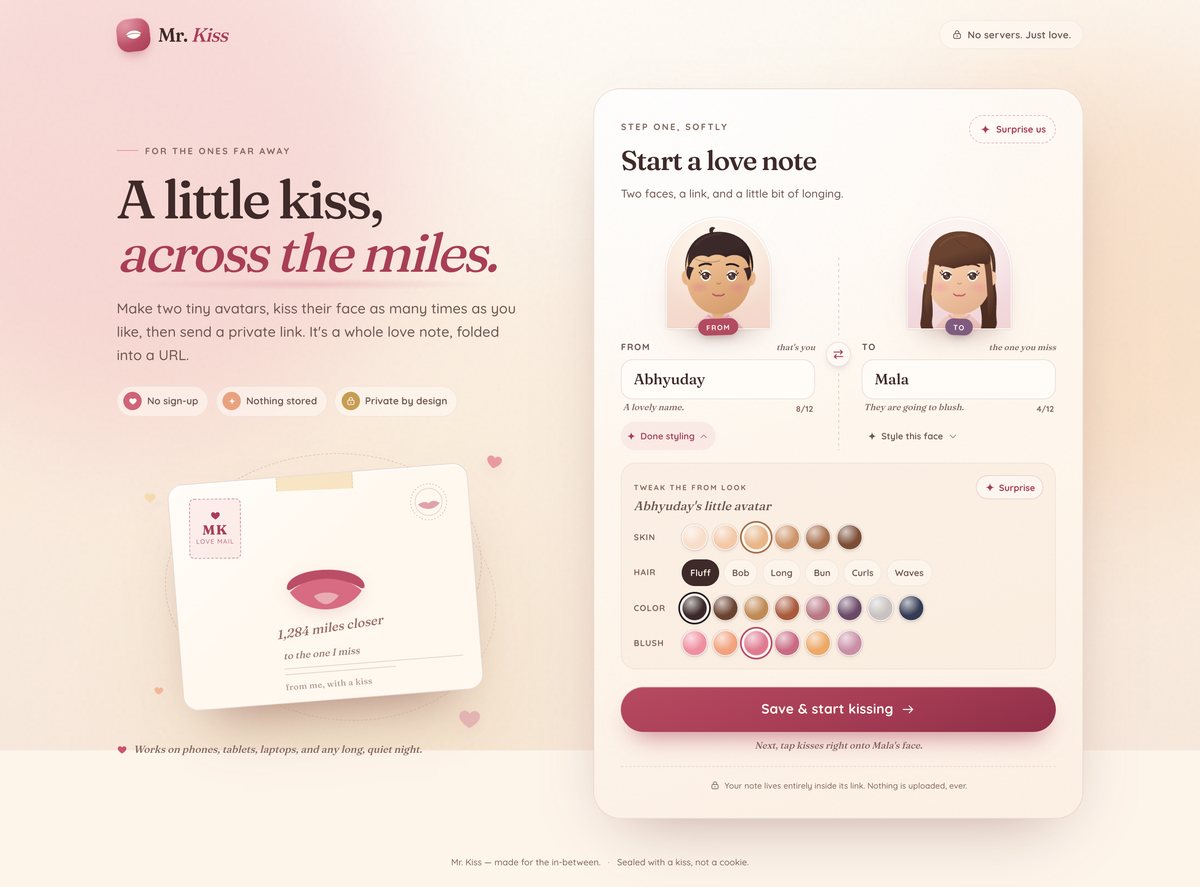 Mr. Kiss
No servers. Just love.
FOR THE ONES FAR AWAY
A little kiss,
across the miles.
Make two tiny avatars, kiss their face as many times as you
like, then send a private link. It's a whole love note, folded
into a URL.
No sign-up
Nothing stored
Private by design
MK
LOVE MAIL
1,284 miles closer
to the one I miss
from me, with a kiss
Works on phones, tablets, laptops, and any long, quiet night.
STEP ONE, SOFTLY
Surprise us
Start a love note
Two faces, a link, and a little bit of longing.
FROM
TO
FROM that's you
TO the one you miss
Abhyuday
Mala
A lovely name. 8/12
They are going to blush. 4/12
Done styling
Style this face
TWEAK THE FROM LOOK
Surprise
Abhyuday's little avatar
SKIN
HAIR Fluff Bob Long Bun Curls Waves
COLOR
BLUSH
Save & start kissing →
Next, tap kisses right onto Mala's face.
Your note lives entirely inside its link. Nothing is uploaded, ever.
Mr. Kiss — made for the in-between. · Sealed with a kiss, not a cookie.